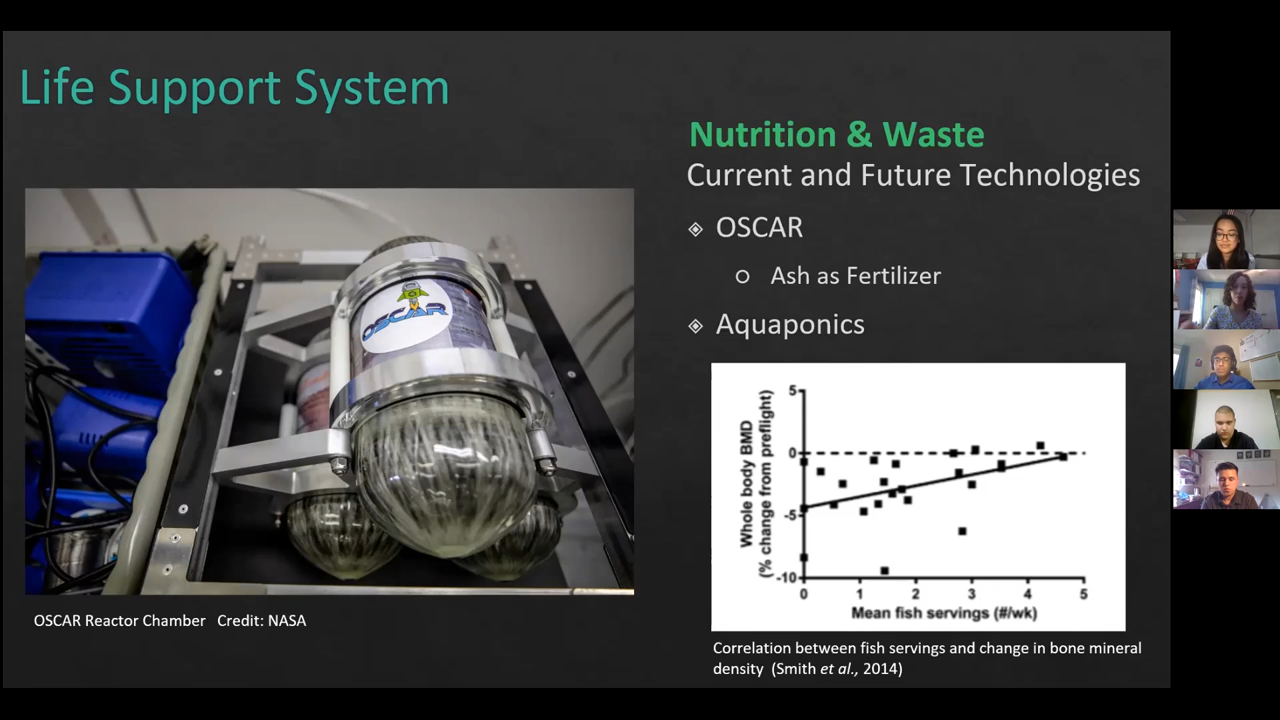 Life Support System
Nutrition & Waste
Current and Future Technologies
OSCAR
Ash as Fertilizer
Aquaponics
OSCAR
OSCAR Reactor Chamber Credit: NASA
Whole body BMD
(% change from preflight)
5
0
-5
-10
0 1 2 3 4 5
Mean fish servings (#/wk)
Correlation between fish servings and change in bone mineral
density (Smith et al., 2014)